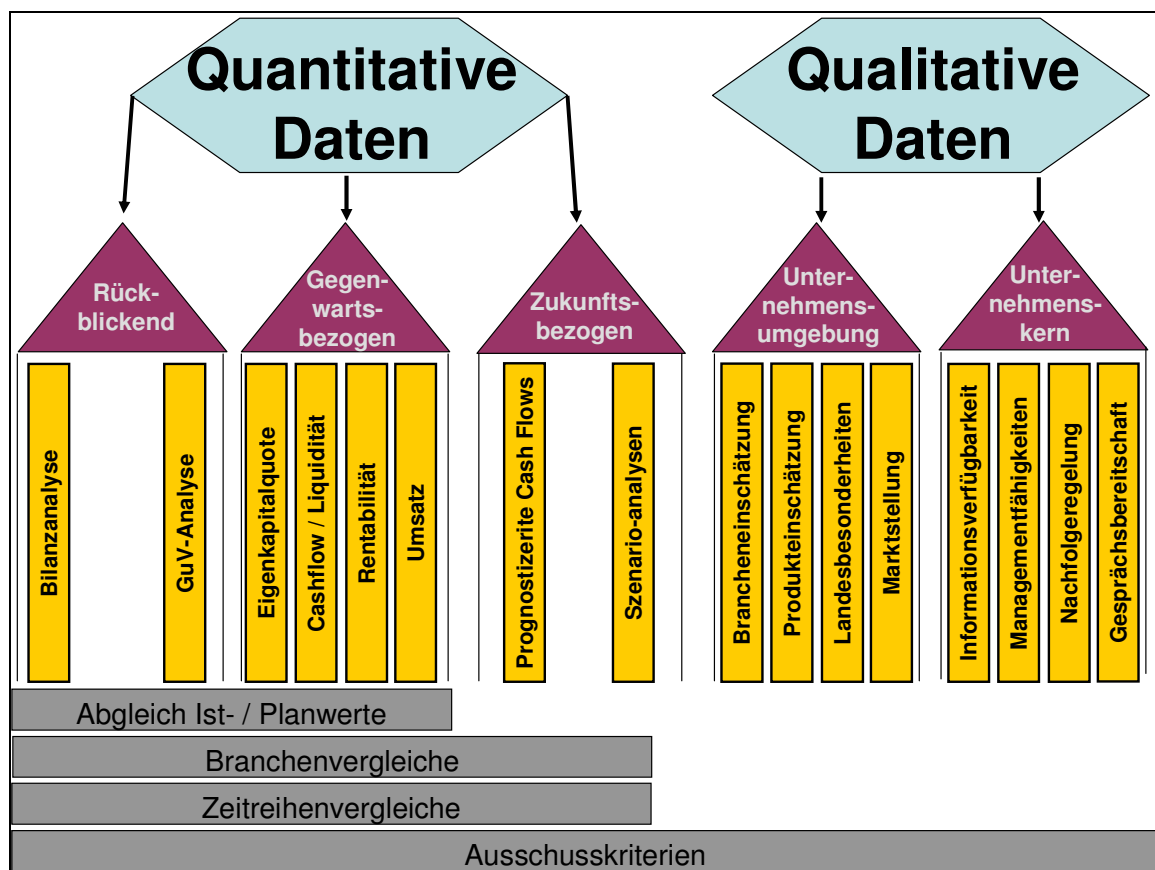 Quantitative
Daten
Qualitative
Daten
Rück-
blickend
Gegen-
warts-
bezogen
Zukunfts-
bezogen
Unter-
nehmens-
umgebung
Unter-
nehmens-
kern
Bilanzanalyse
GuV-Analyse
Eigenkapitalquote
Cashflow / Liquidität
Rentabilität
Umsatz
Prognostizerite Cash Flows
Szenario-analysen
Brancheneinschätzung
Produkteinschätzung
Landesbesonderheiten
Marktstellung
Informationsverfügbarkeit
Managementfähigkeiten
Nachfolgeregelung
Gesprächsbereitschaft
Abgleich Ist- / Planwerte
Branchenvergleiche
Zeitreihenvergleiche
Ausschusskriterien